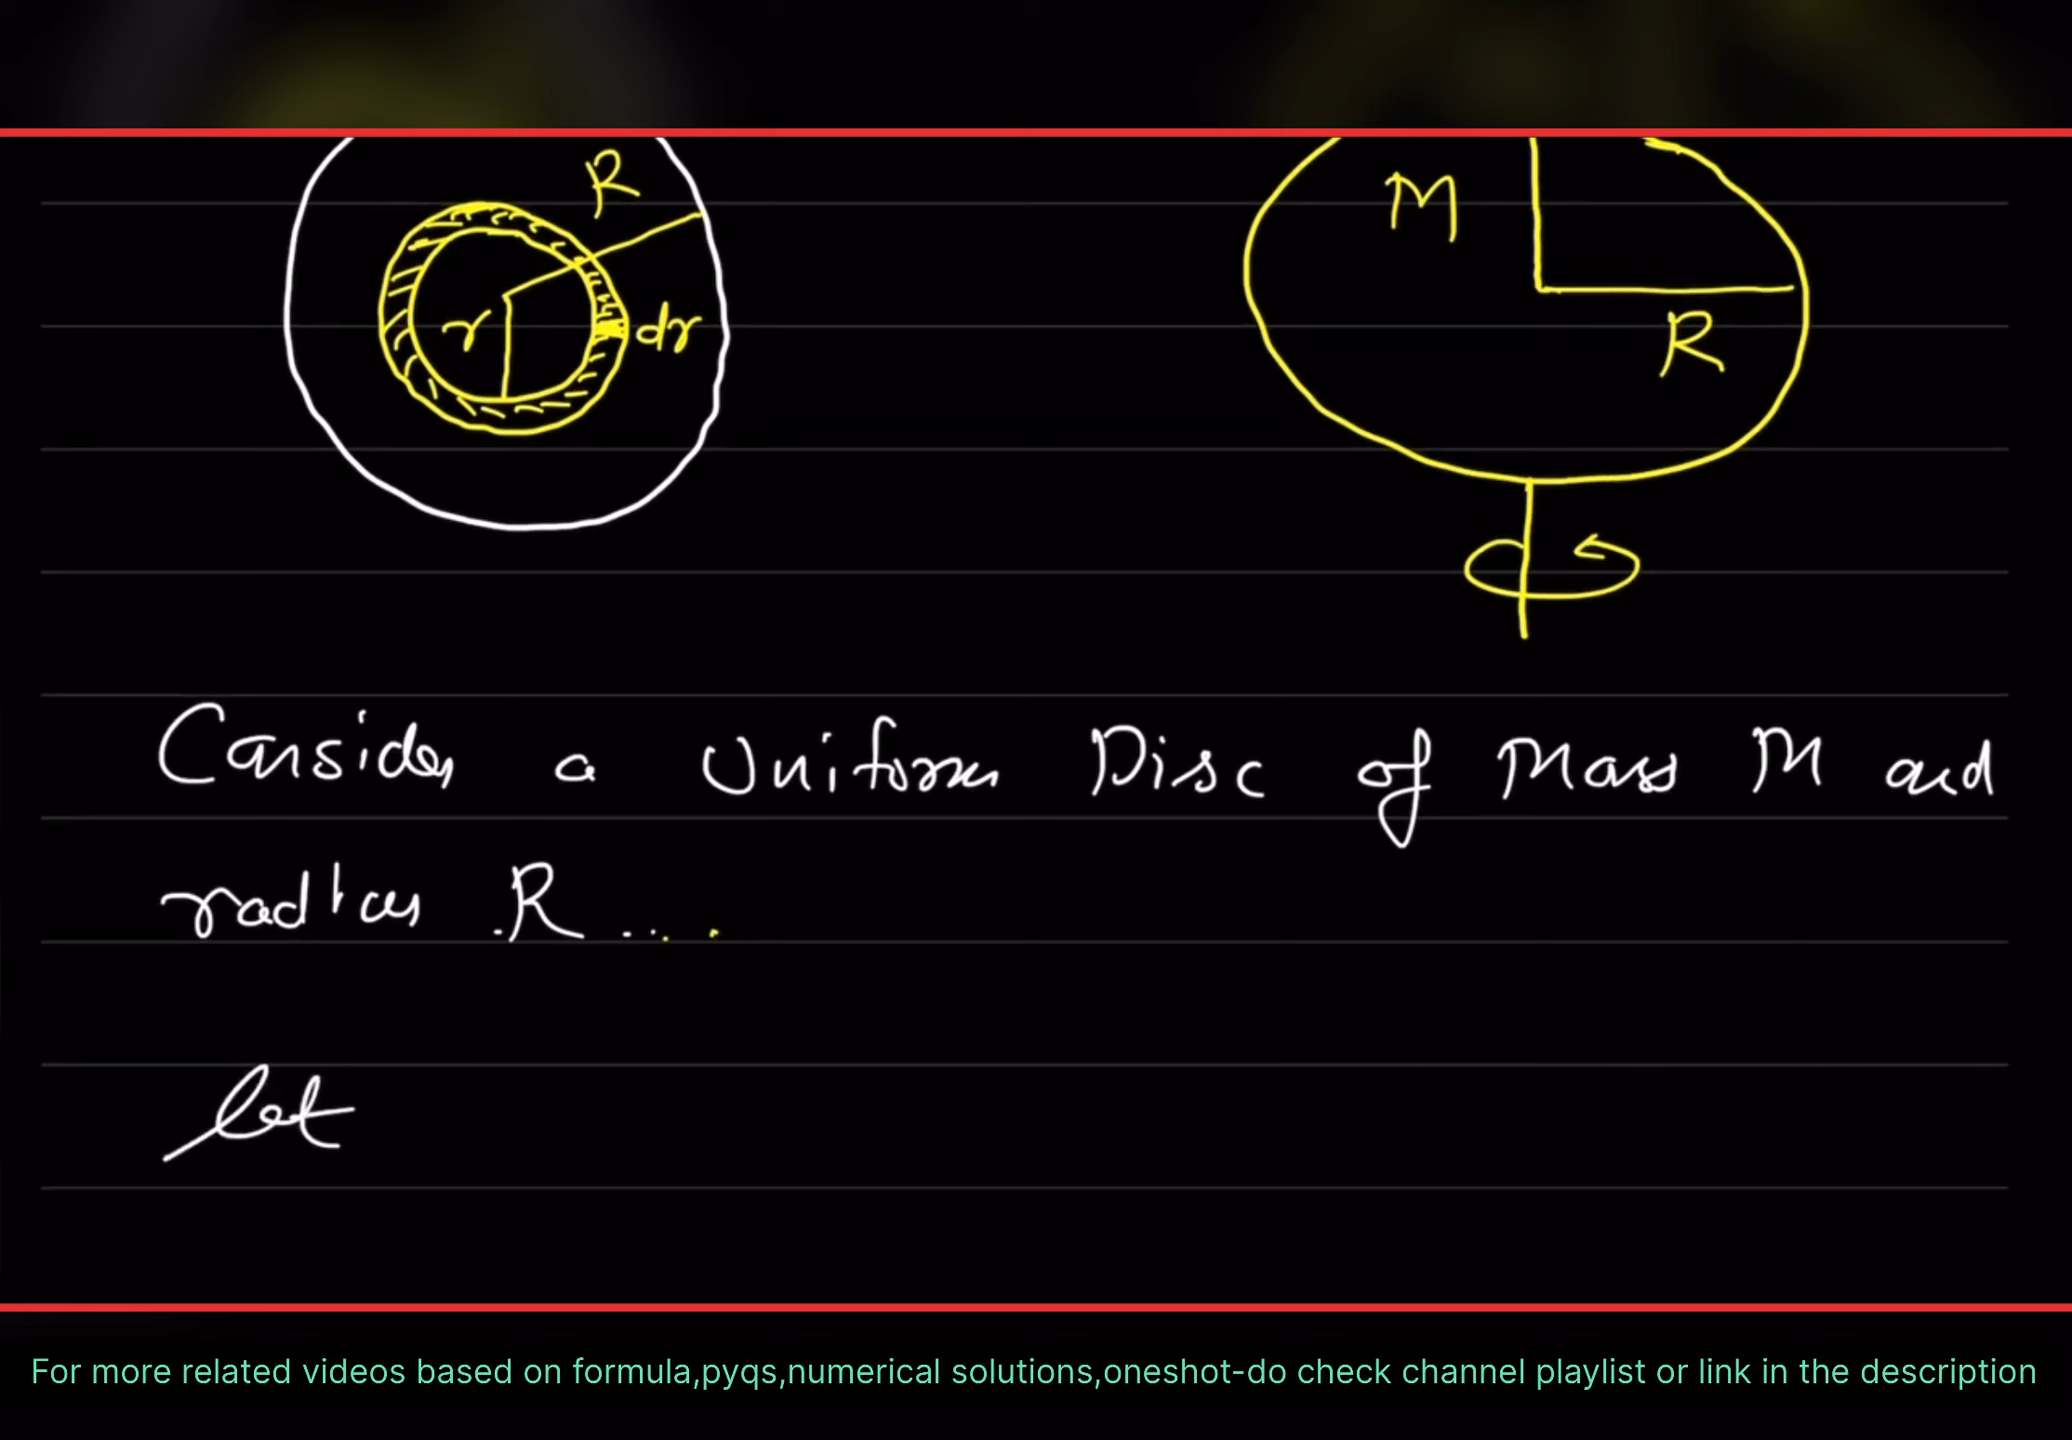 R
M
r
dr
R
Consider a Uniform Disc of Mass M and
radius R....
let
For more related videos based on formula,pyqs,numerical solutions,oneshot-do check channel playlist or link in the description